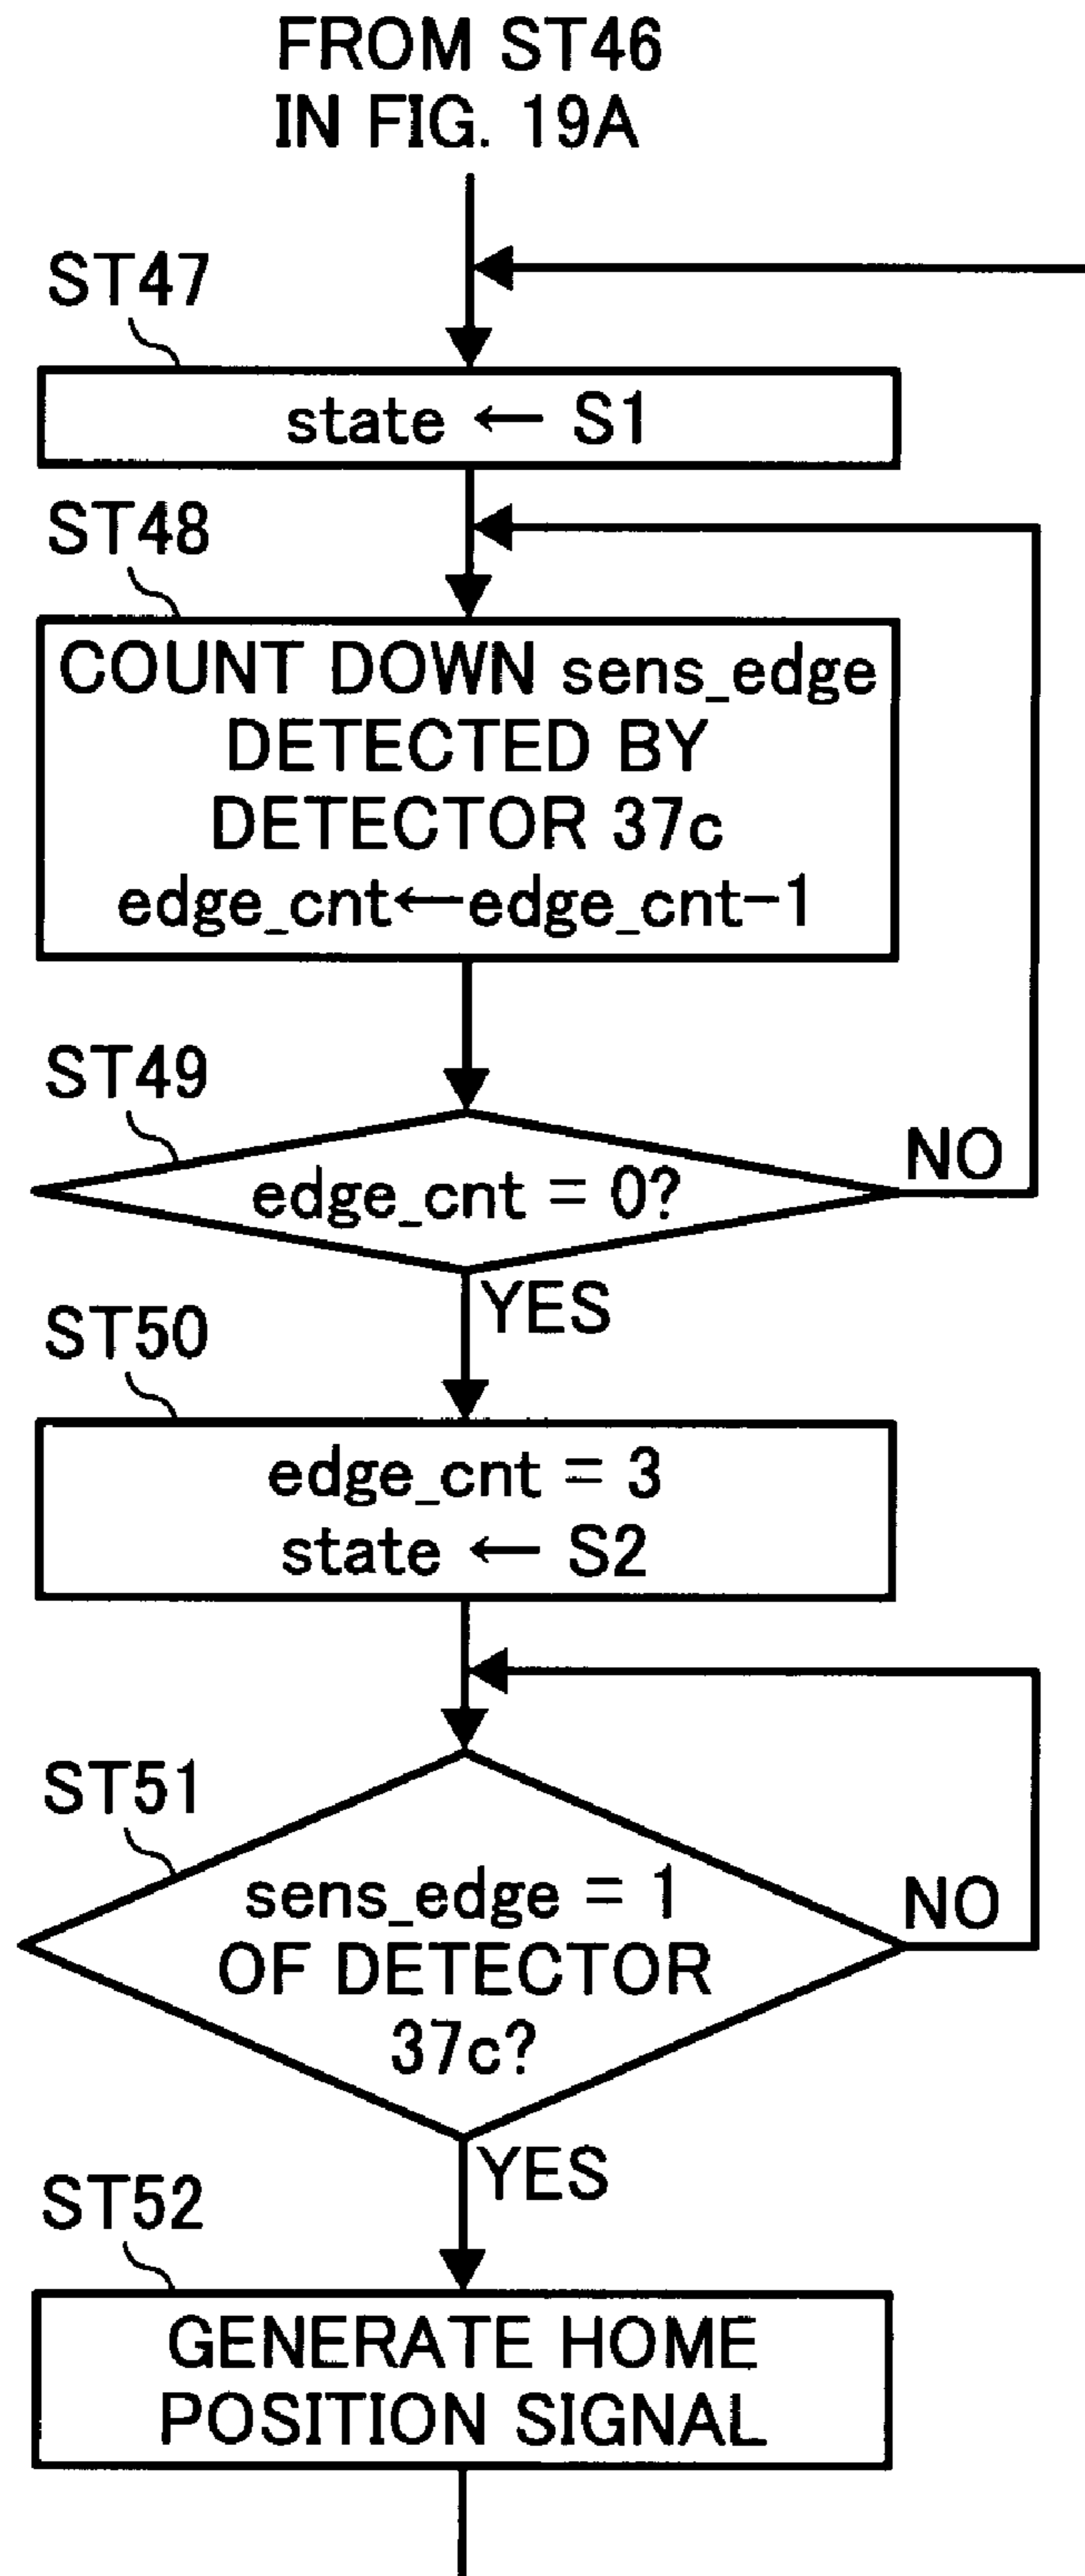 FROM ST46
IN FIG. 19A
ST47
state ← S1
ST48
COUNT DOWN sens_edge
DETECTED BY
DETECTOR 37c
edge_cnt←edge_cnt-1
ST49
edge_cnt = 0?
NO
YES
ST50
edge_cnt = 3
state ← S2
ST51
sens_edge = 1
OF DETECTOR
37c?
NO
YES
ST52
GENERATE HOME
POSITION SIGNAL